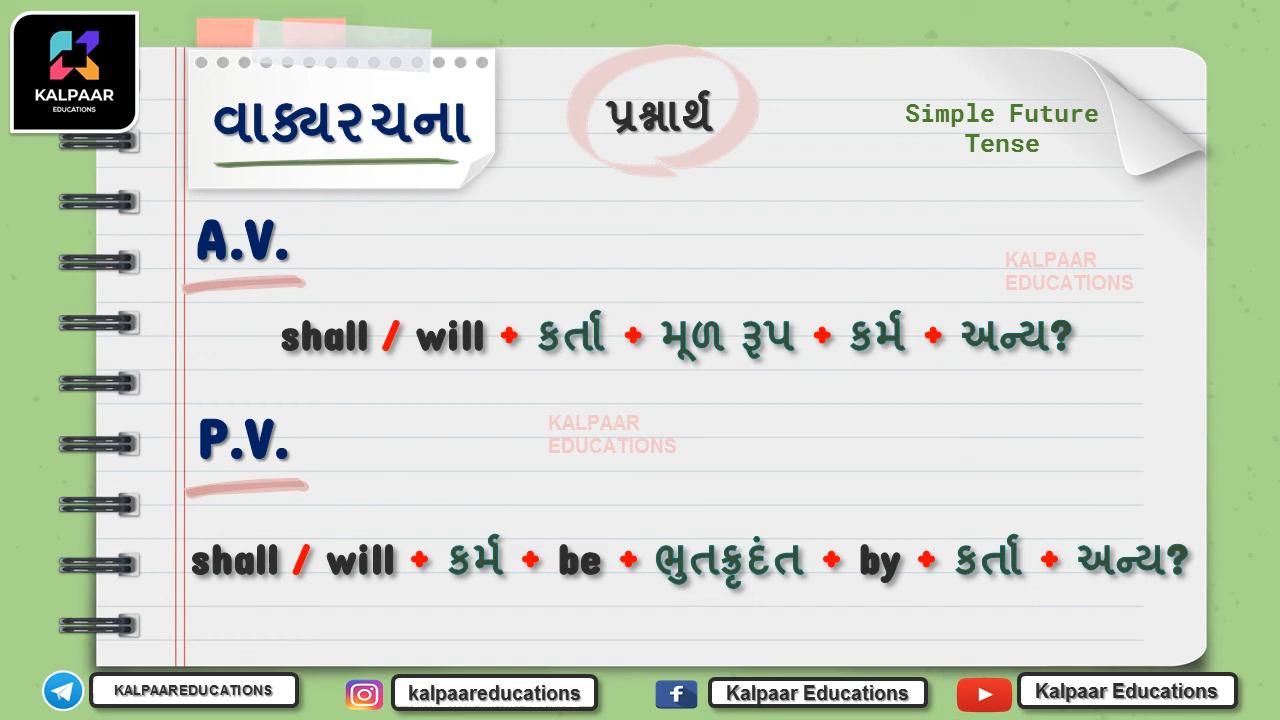 KALPAAR
EDUCATIONS
વાક્યરચના
પ્રશ્નાર્થ
Simple Future
Tense
A.V.
KALPAAR
EDUCATIONS
shall / will + કર્તા + મૂળ રૂપ + કર્મ + અન્ય?
P.V.
KALPAAR
EDUCATIONS
shall / will + કર્મ + be + ભુતકૃદંત + by + કર્તા + અન્ય?
KALPAAREDUCATIONS
kalpaareducations
Kalpaar Educations
Kalpaar Educations